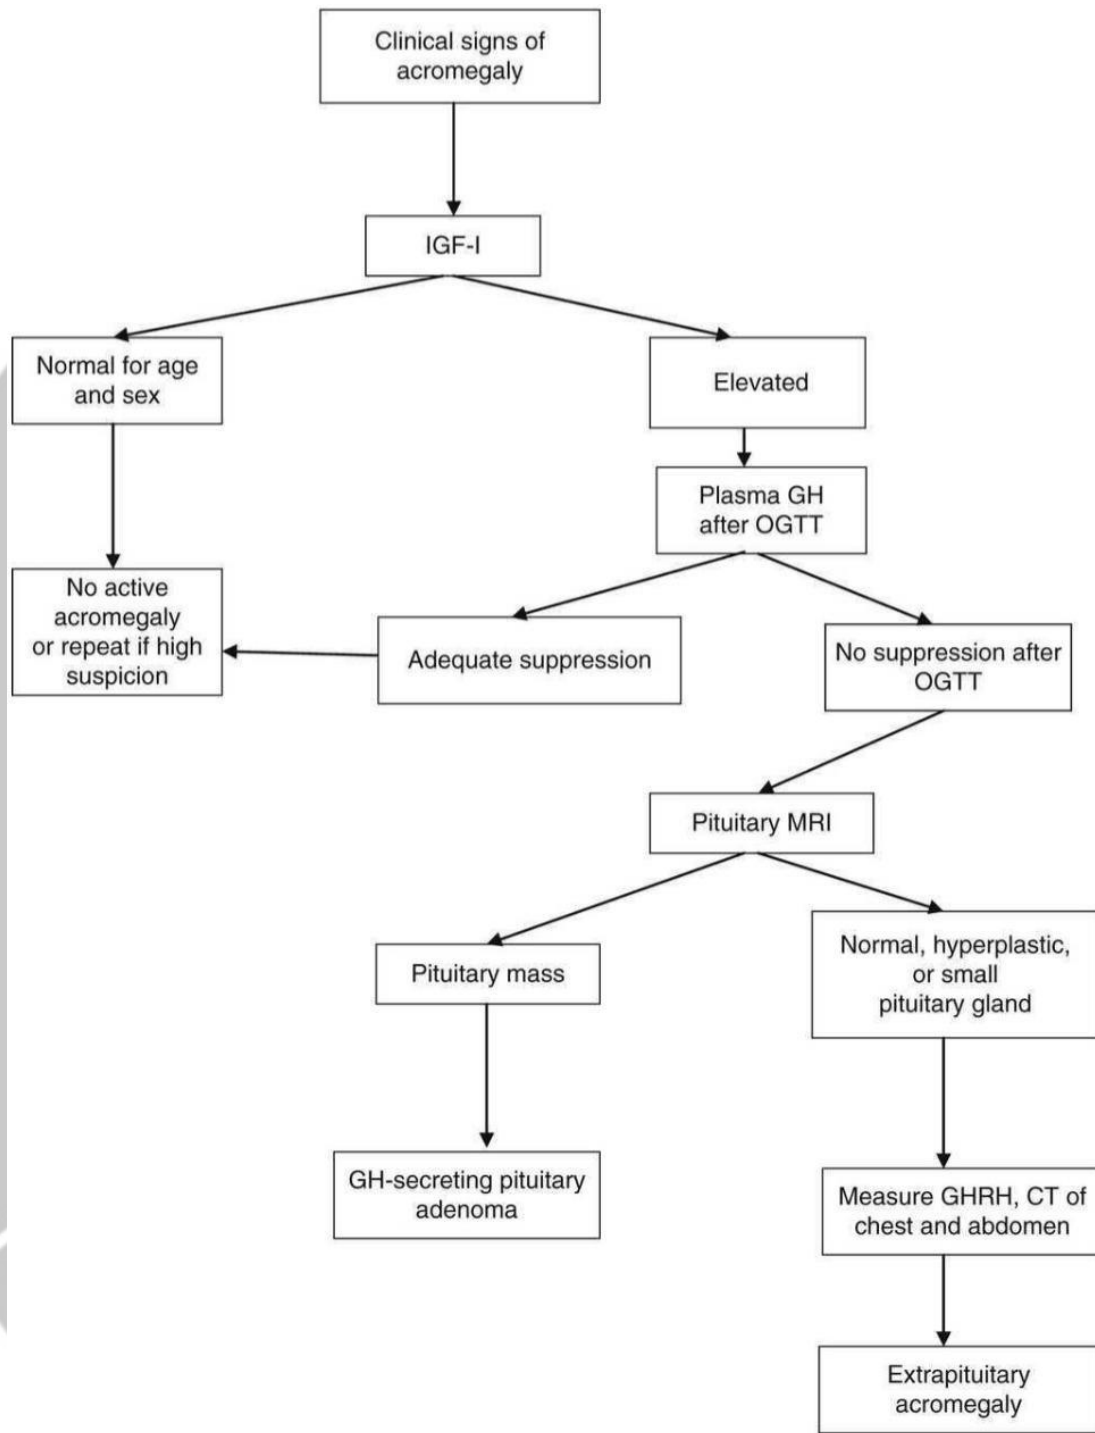 Clinical signs of
acromegaly
IGF-I
Normal for age
and sex
Elevated
Plasma GH
after OGTT
No active
acromegaly
or repeat if high
suspicion
Adequate suppression
No suppression after
OGTT
Pituitary MRI
Pituitary mass
Normal, hyperplastic,
or small
pituitary gland
GH-secreting pituitary
adenoma
Measure GHRH, CT of
chest and abdomen
Extrapituitary
acromegaly